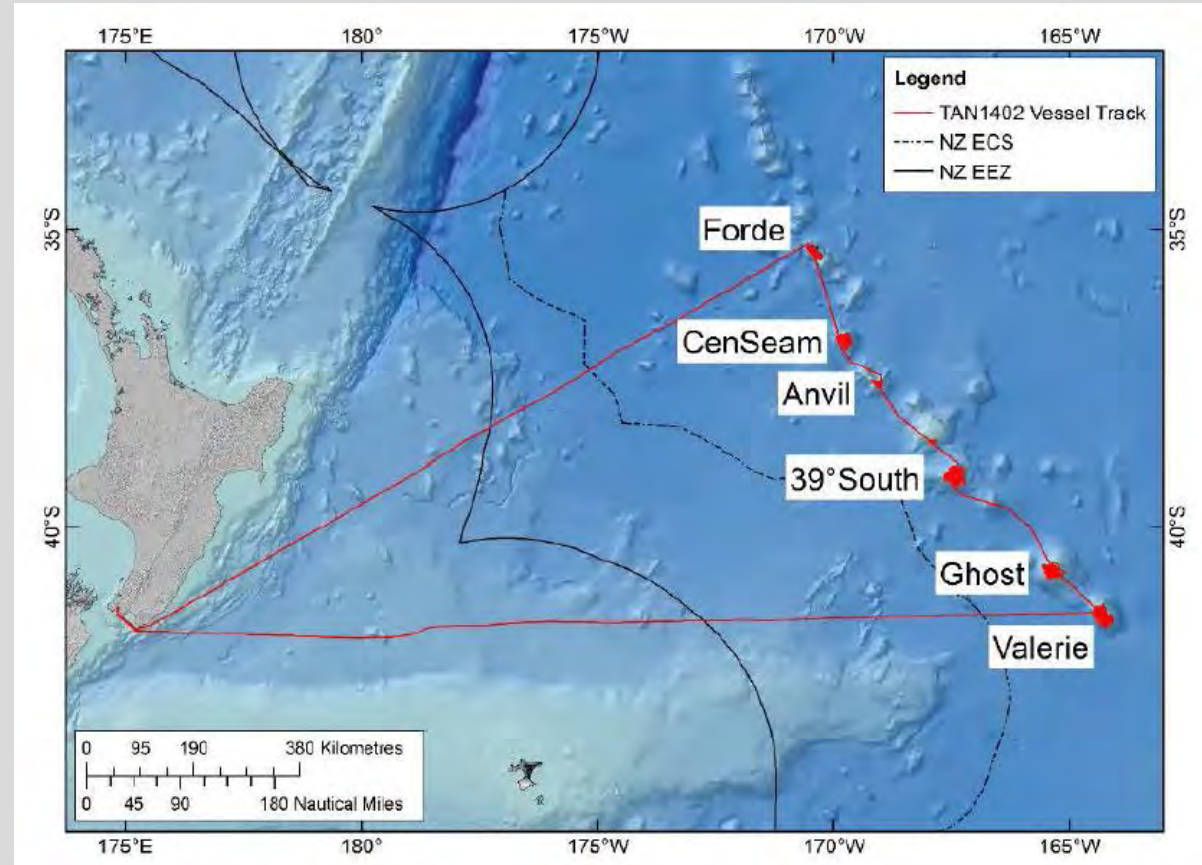 175°E 180° 175°W 170°W 165°W
Legend
TAN1402 Vessel Track
NZ ECS
NZ EEZ
35°S 35°S
Forde
CenSeam
Anvil
39°South
40°S 40°S
Ghost
Valerie
0 95 190 380 Kilometres
0 45 90 180 Nautical Miles
175°E 180° 175°W 170°W 165°W